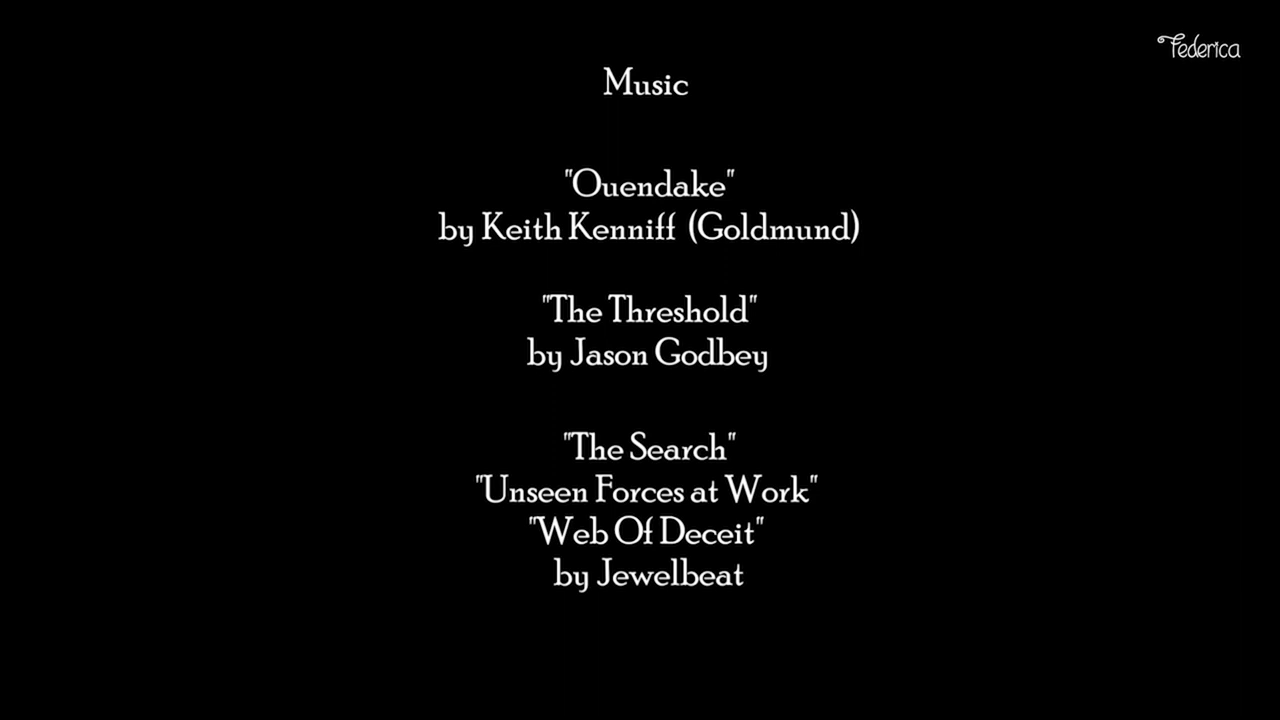 Federica
Music
"Ouendake"
by Keith Kenniff (Goldmund)
"The Threshold"
by Jason Godbey
"The Search"
"Unseen Forces at Work"
"Web Of Deceit"
by Jewelbeat